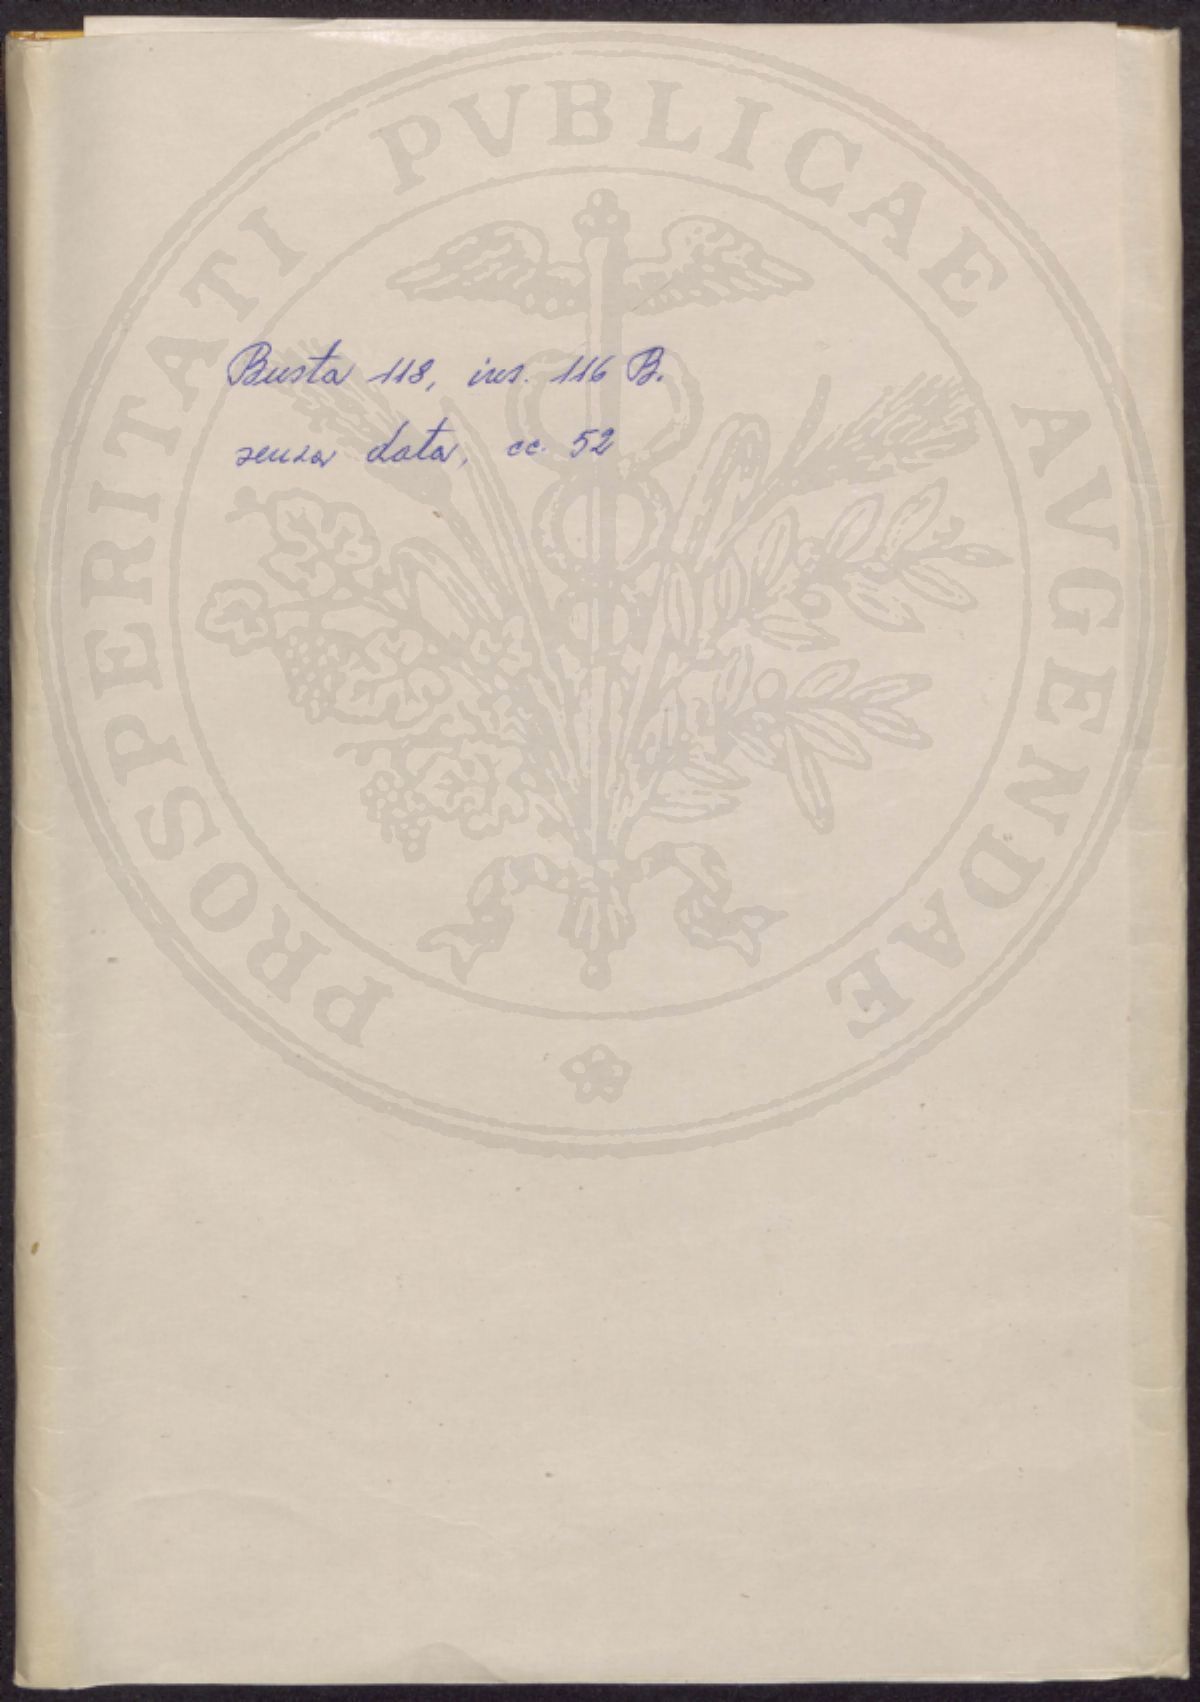 PROSPERITATI PVBLICAE AVGENDAE
Busta 118, ins. 116 B.
senza data, cc. 52